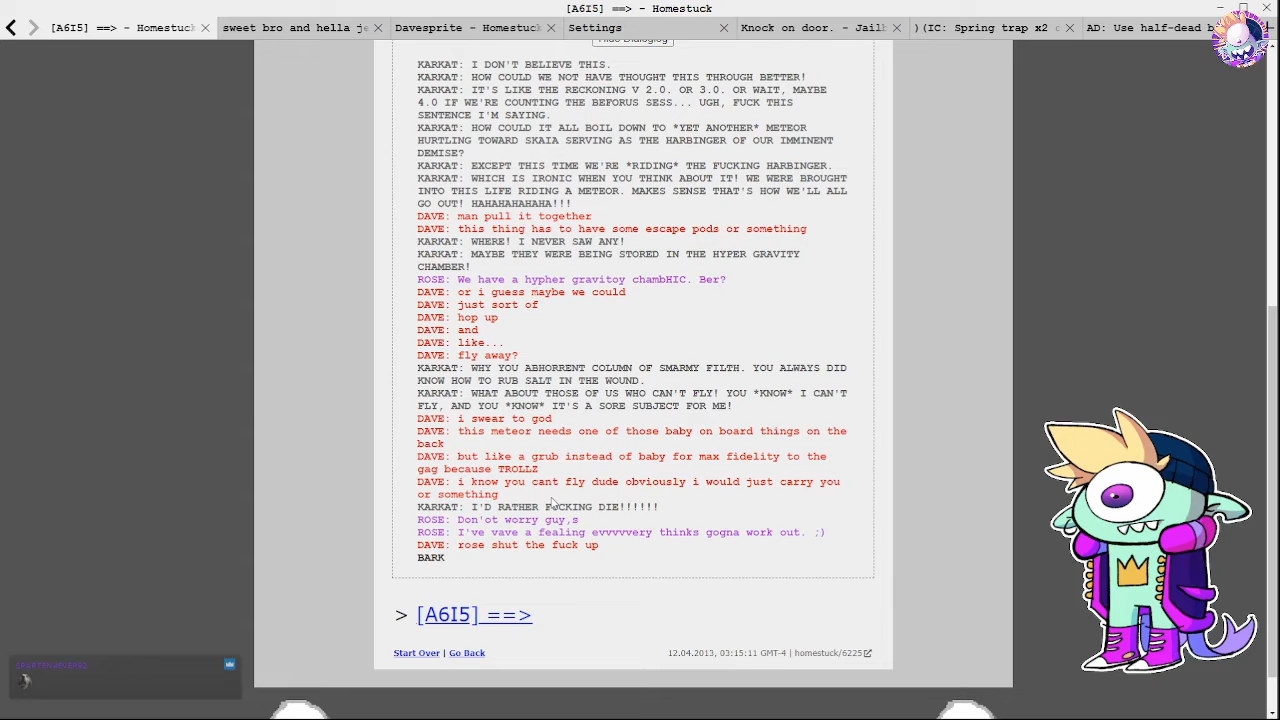 [A6I5] ==> - Homestuck
[A6I5] ==> - Homestuck
sweet bro and hella je
Davesprite - Homestuck
Settings
Knock on door. - Jailb
)(IC: Spring trap x2 c
AD: Use half-dead b
Hide Dialoglog
KARKAT: I DON'T BELIEVE THIS.
KARKAT: HOW COULD WE NOT HAVE THOUGHT THIS THROUGH BETTER!
KARKAT: IT'S LIKE THE RECKONING V 2.0. OR 3.0. OR WAIT, MAYBE
4.0 IF WE'RE COUNTING THE BEFORUS SESS... UGH, FUCK THIS
SENTENCE I'M SAYING.
KARKAT: HOW COULD IT ALL BOIL DOWN TO *YET ANOTHER* METEOR
HURTLING TOWARD SKAIA SERVING AS THE HARBINGER OF OUR IMMINENT
DEMISE?
KARKAT: EXCEPT THIS TIME WE'RE *RIDING* THE FUCKING HARBINGER.
KARKAT: WHICH IS IRONIC WHEN YOU THINK ABOUT IT! WE WERE BROUGHT
INTO THIS LIFE RIDING A METEOR. MAKES SENSE THAT'S HOW WE'LL ALL
GO OUT! HAHAHAHAHAHA!!!
DAVE: man pull it together
DAVE: this thing has to have some escape pods or something
KARKAT: WHERE! I NEVER SAW ANY!
KARKAT: MAYBE THEY WERE BEING STORED IN THE HYPER GRAVITY
CHAMBER!
ROSE: We have a hypher gravitoy chambHIC. Ber?
DAVE: or i guess maybe we could
DAVE: just sort of
DAVE: hop up
DAVE: and
DAVE: like...
DAVE: fly away?
KARKAT: WHY YOU ABHORRENT COLUMN OF SMARMY FILTH. YOU ALWAYS DID
KNOW HOW TO RUB SALT IN THE WOUND.
KARKAT: WHAT ABOUT THOSE OF US WHO CAN'T FLY! YOU *KNOW* I CAN'T
FLY, AND YOU *KNOW* IT'S A SORE SUBJECT FOR ME!
DAVE: i swear to god
DAVE: this meteor needs one of those baby on board things on the
back
DAVE: but like a grub instead of baby for max fidelity to the
gag because TROLLZ
DAVE: i know you cant fly dude obviously i would just carry you
or something
KARKAT: I'D RATHER FUCKING DIE!!!!!!
ROSE: Don'ot worry guy,s
ROSE: I've vave a fealing evvvvvery thinks gogna work out. ;)
DAVE: rose shut the fuck up
BARK
> [A6I5] ==>
Start Over | Go Back
12.04.2013, 03:15:11 GMT-4 | homestuck/6225